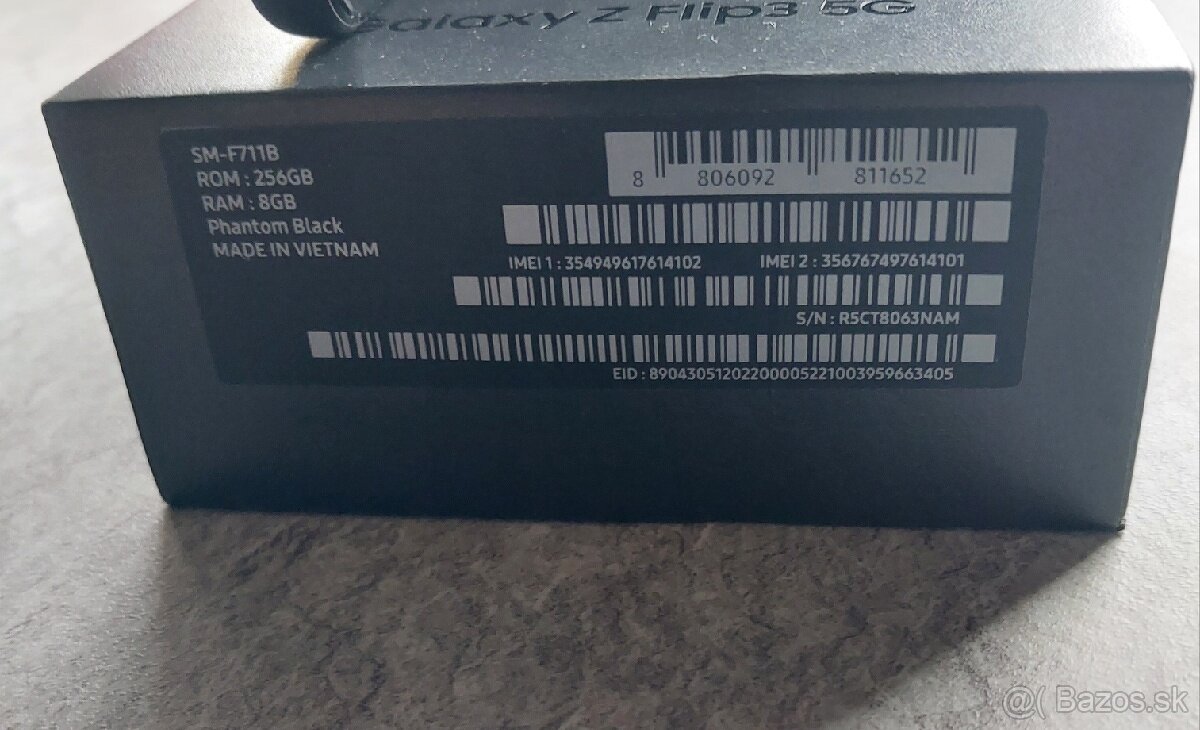 Galaxy Z Flip3 5G
SM-F711B
ROM : 256GB
RAM : 8GB
Phantom Black
MADE IN VIETNAM
8 806092 811652
IMEI 1 : 354949617614102 IMEI 2 : 356767497614101
S/N : R5CT8063NAM
EID : 89043051202200005221003959663405
@( Bazos.sk